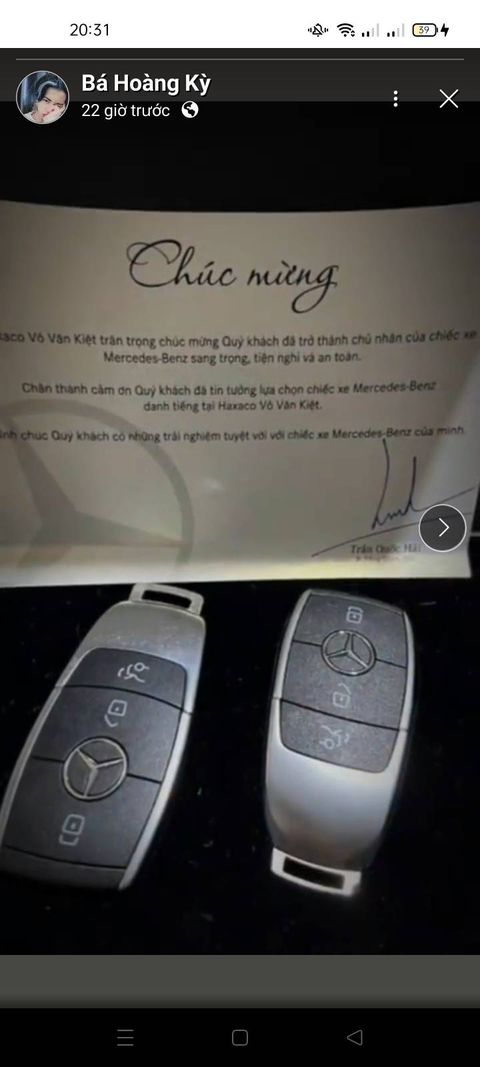 20:31
39
Bá Hoàng Kỳ
22 giờ trước
Chúc mừng
xaco Võ Văn Kiệt trân trọng chúc mừng Quý khách đã trở thành chủ nhân của chiếc xe
Mercedes-Benz sang trọng, tiện nghi và an toàn.
Chân thành cảm ơn Quý khách đã tin tưởng lựa chọn chiếc xe Mercedes-Benz
danh tiếng tại Haxaco Võ Văn Kiệt.
ính chúc Quý khách có những trải nghiệm tuyệt vời với chiếc xe Mercedes-Benz của mình.
Trần Quốc Hải